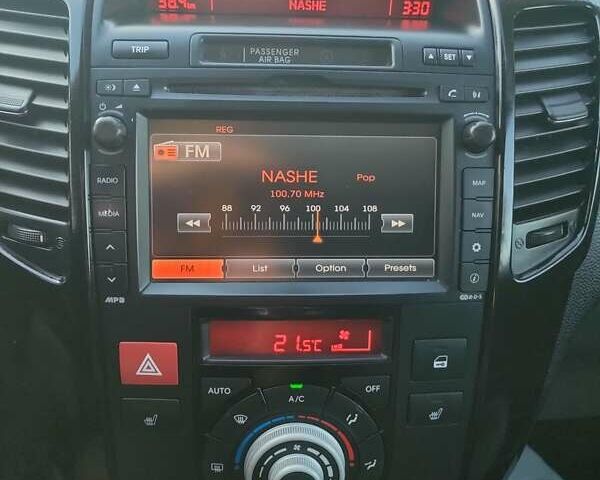 NASHE 3:30
TRIP PASSENGER AIR BAG SET
REG
FM
NASHE Pop
100.70 MHz
88 92 96 100 104 108
FM List Option Presets
RADIO
MEDIA
MAP
NAV
MP3
R·D·S
21.5°C
AUTO A/C OFF